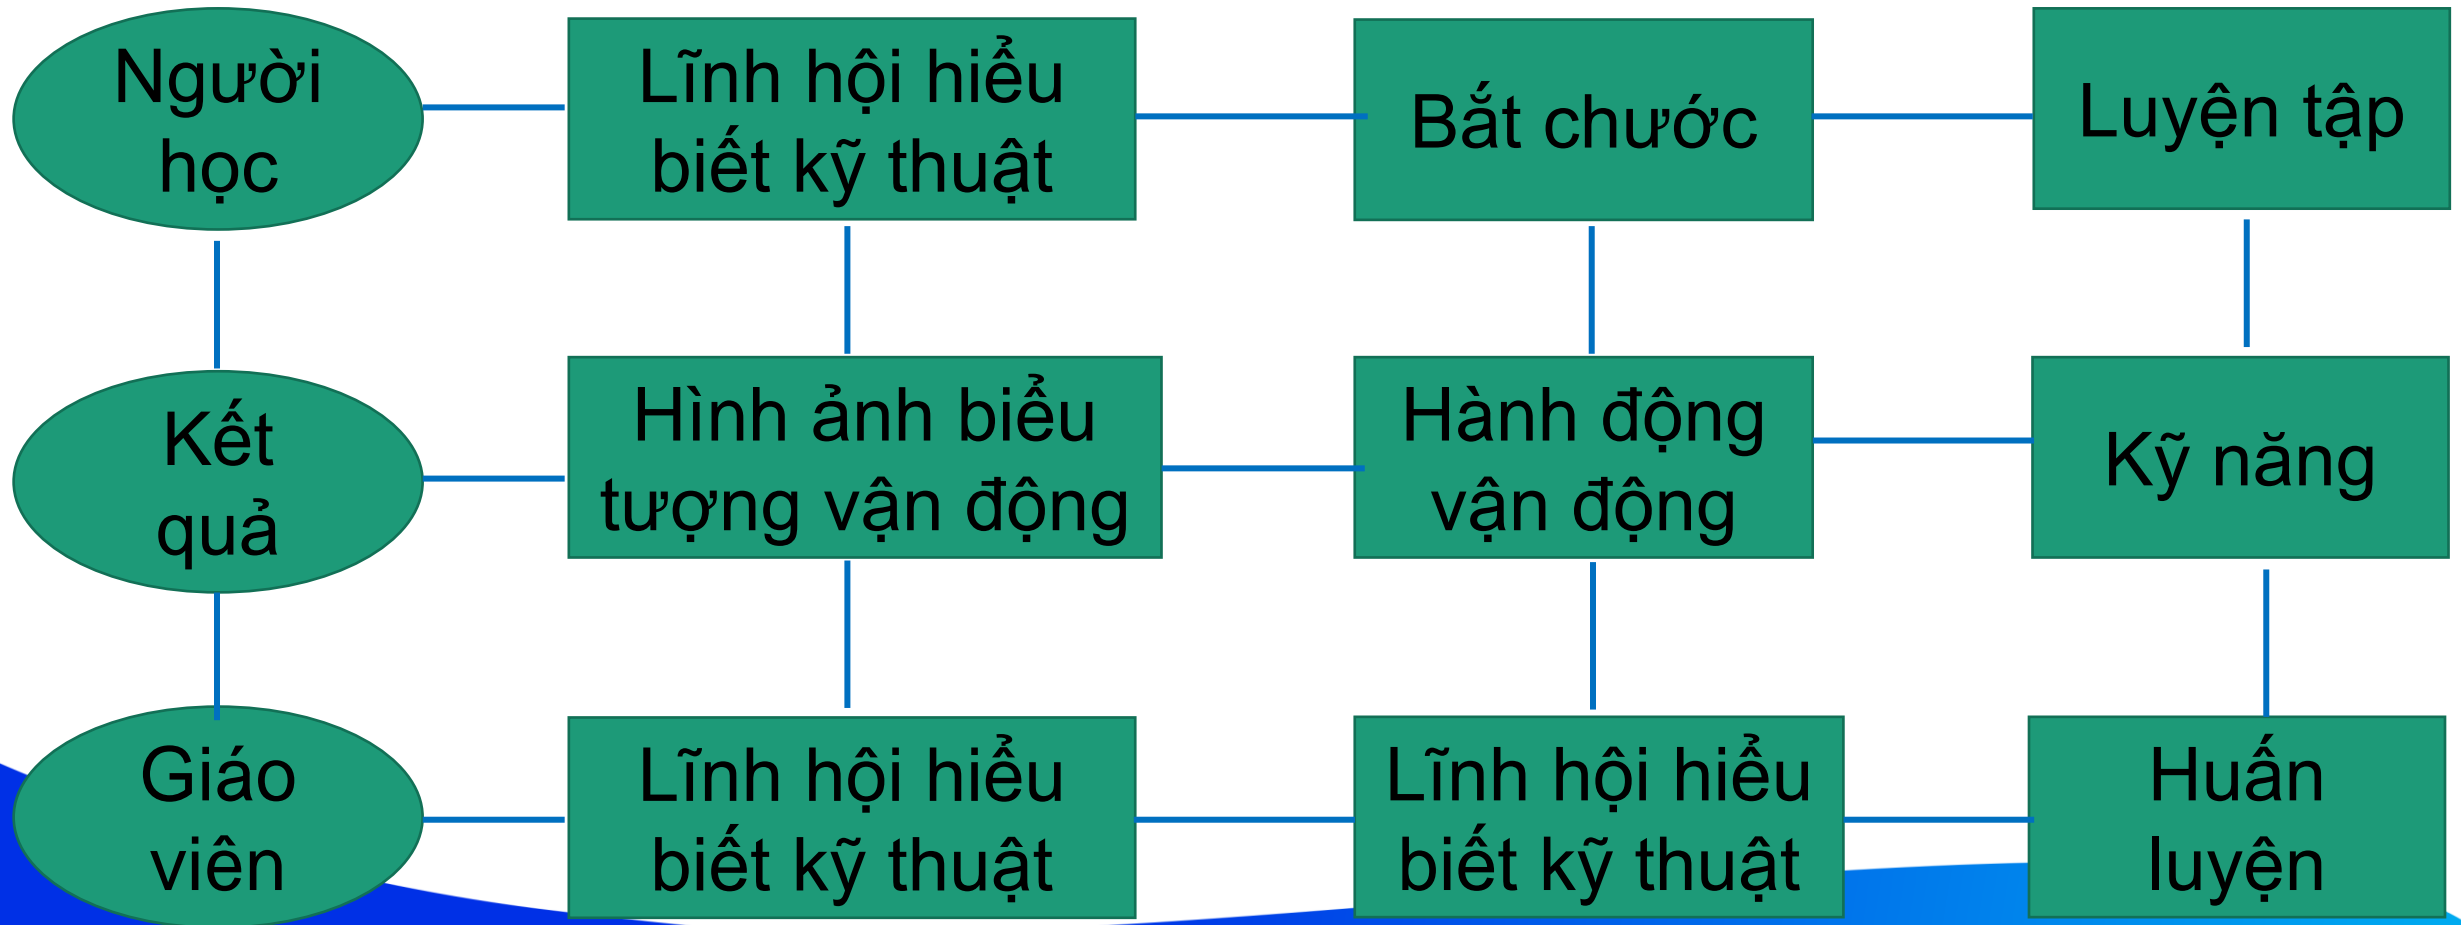 Người
học
Lĩnh hội hiểu
biết kỹ thuật
Bắt chước
Luyện tập
Kết
quả
Hình ảnh biểu
tượng vận động
Hành động
vận động
Kỹ năng
Giáo
viên
Lĩnh hội hiểu
biết kỹ thuật
Lĩnh hội hiểu
biết kỹ thuật
Huấn
luyện